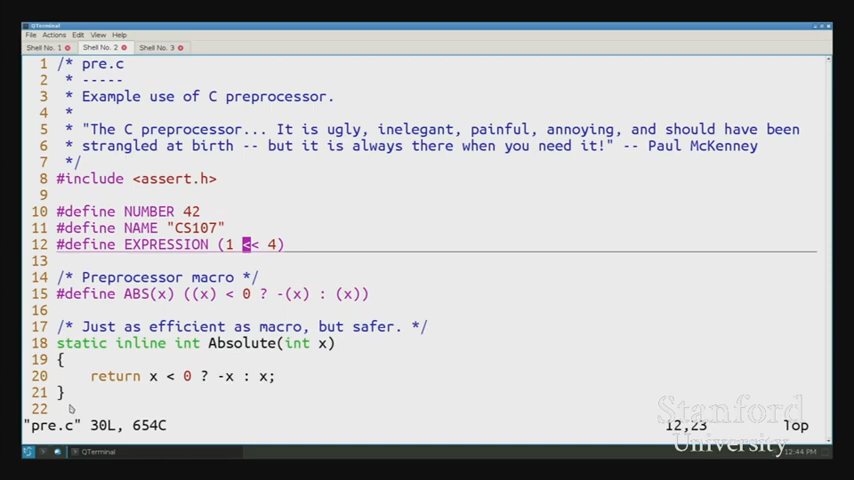 QTerminal
File Actions Edit View Help
Shell No. 1 Shell No. 2 Shell No. 3
1 /* pre.c
2  * -----
3  * Example use of C preprocessor.
4  *
5  * "The C preprocessor... It is ugly, inelegant, painful, annoying, and should have been
6  * strangled at birth -- but it is always there when you need it!" -- Paul McKenney
7  */
8 #include <assert.h>
9
10 #define NUMBER 42
11 #define NAME "CS107"
12 #define EXPRESSION (1 << 4)
13
14 /* Preprocessor macro */
15 #define ABS(x) ((x) < 0 ? -(x) : (x))
16
17 /* Just as efficient as macro, but safer. */
18 static inline int Absolute(int x)
19 {
20     return x < 0 ? -x : x;
21 }
22
"pre.c" 30L, 654C 12,23 Top
Stanford
University
QTerminal 12:44 PM